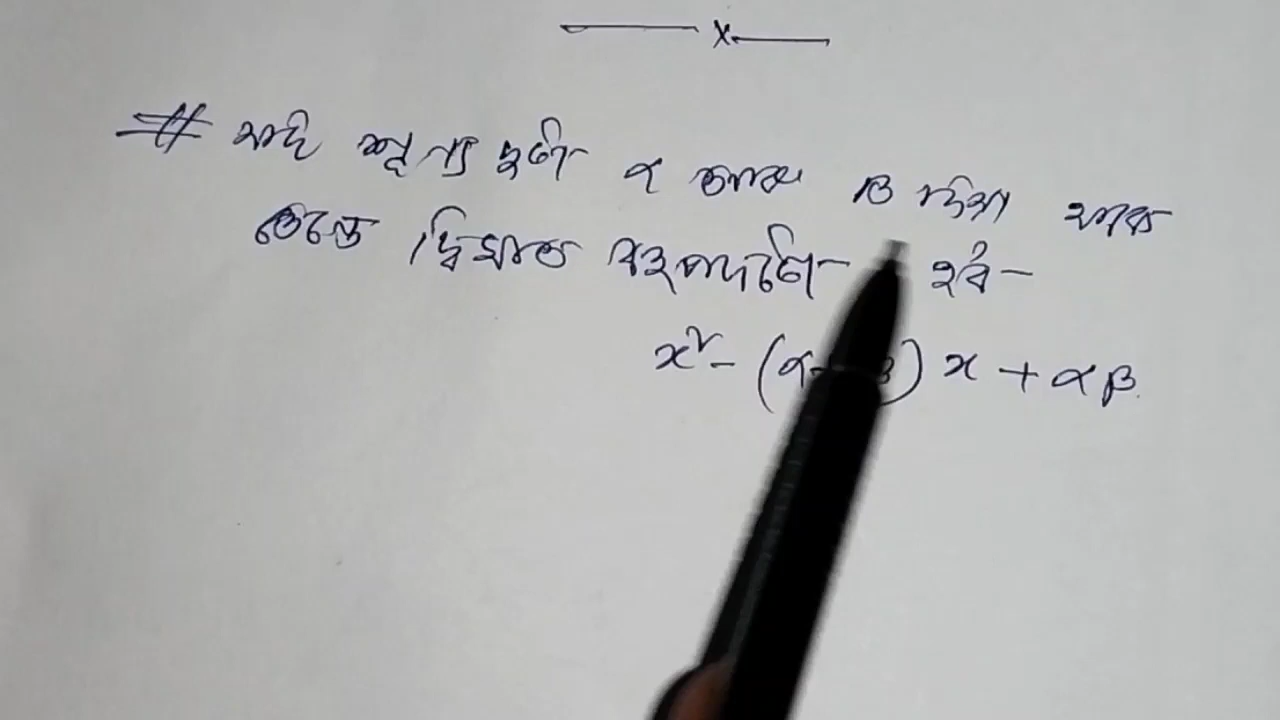 x
# যদি শূন্য দুটা α আৰু β দিয়া থাকে
তেন্তে দ্বিঘাত বহুপদটো হ'ব -
x² - (α+β)x + αβ.